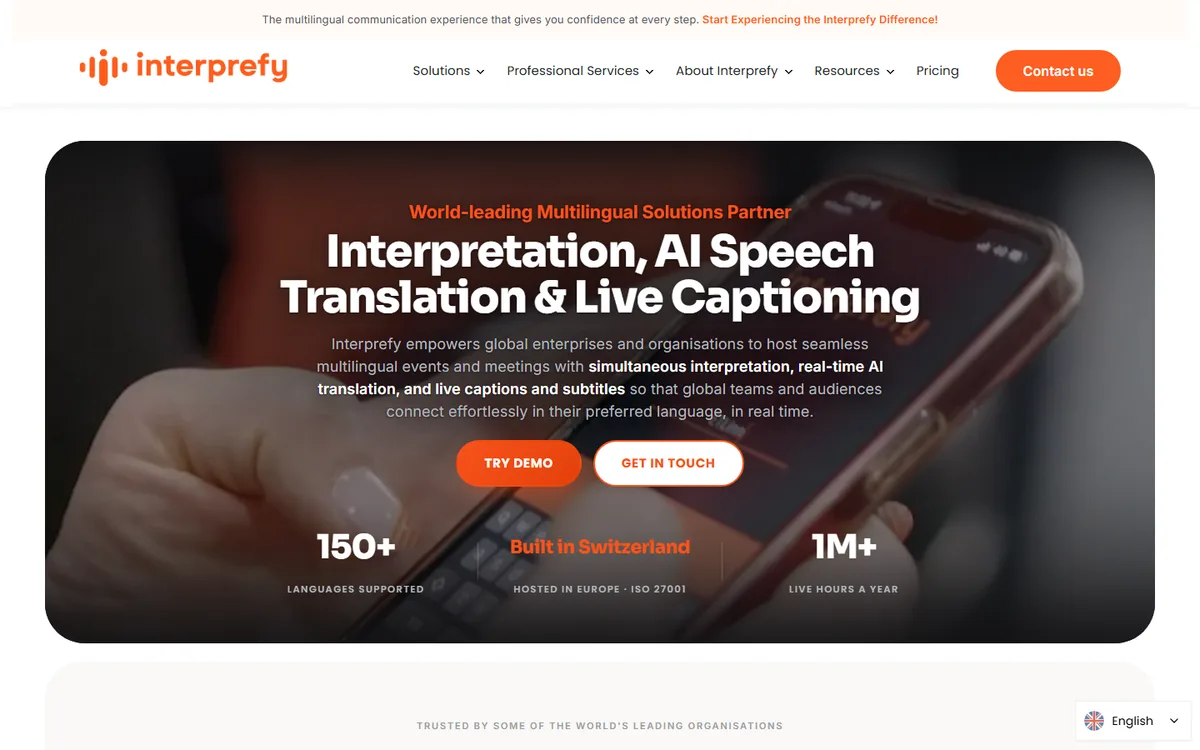 The multilingual communication experience that gives you confidence at every step. Start Experiencing the Interprefy Difference!
interprefy
Solutions
Professional Services
About Interprefy
Resources
Pricing
Contact us
World-leading Multilingual Solutions Partner
Interpretation, AI Speech
Translation & Live Captioning
Interprefy empowers global enterprises and organisations to host seamless
multilingual events and meetings with simultaneous interpretation, real-time AI
translation, and live captions and subtitles so that global teams and audiences
connect effortlessly in their preferred language, in real time.
TRY DEMO
GET IN TOUCH
150+
LANGUAGES SUPPORTED
Built in Switzerland
HOSTED IN EUROPE · ISO 27001
1M+
LIVE HOURS A YEAR
TRUSTED BY SOME OF THE WORLD'S LEADING ORGANISATIONS
English